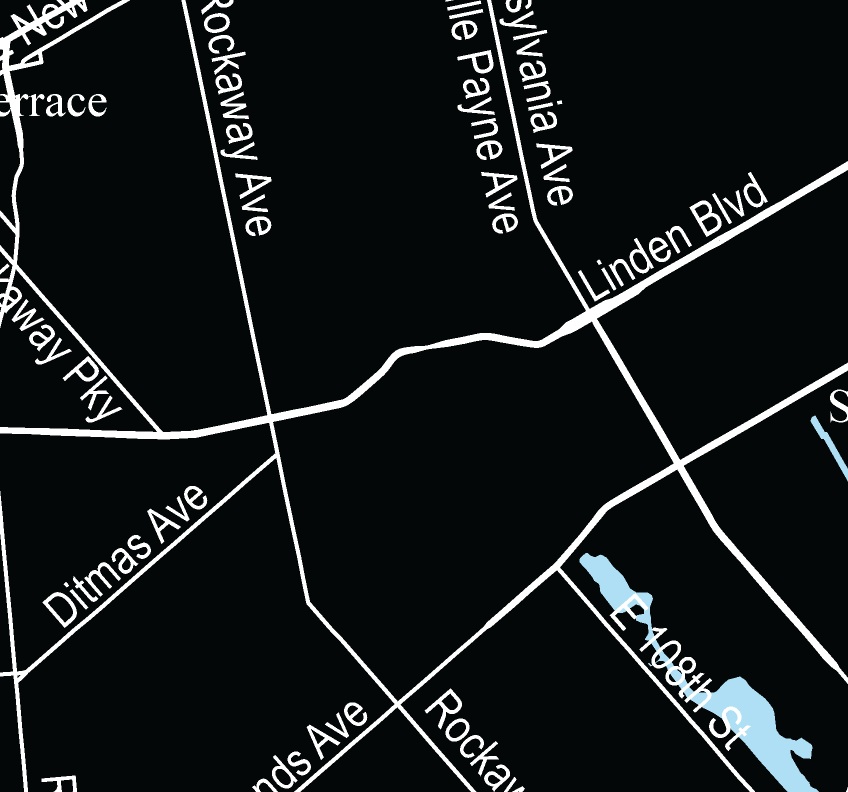 New
errace
Rockaway Ave
lle Payne Ave
sylvania Ave
Linden Blvd
away Pky
S
Ditmas Ave
E 108th St
nds Ave
Rockaw